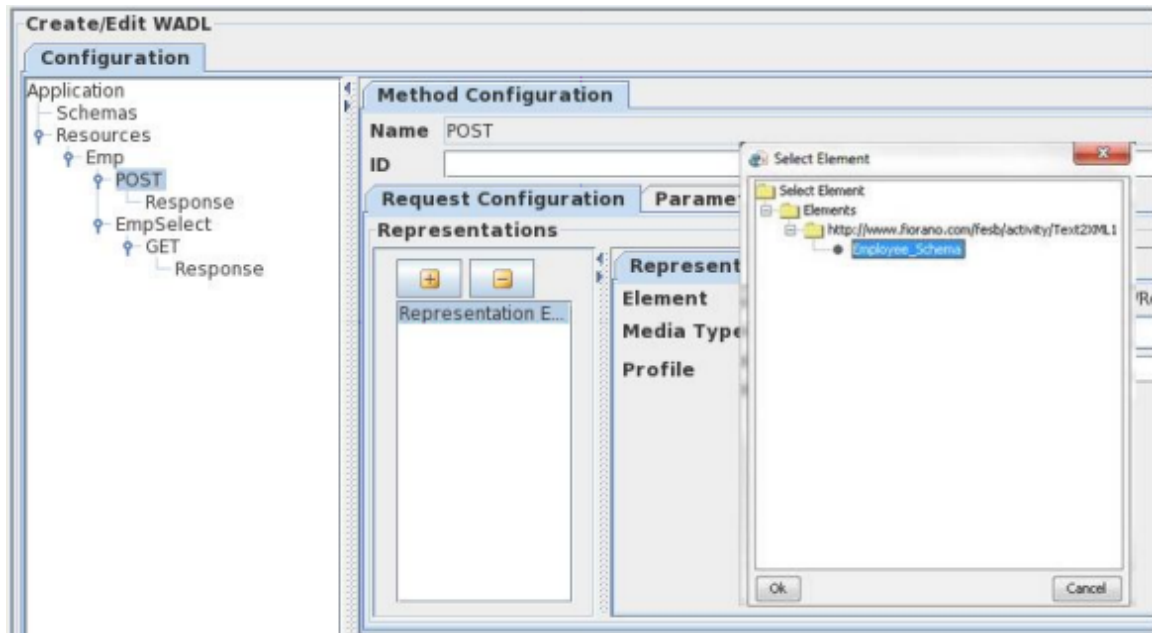 Create/Edit WADL
Configuration
Application
Schemas
Resources
Emp
POST
Response
EmpSelect
GET
Response
Method Configuration
Name POST
ID
Request Configuration
Representations
Representation E...
Element
Media Type
Profile
Select Element
Select Element
Elements
http://www.fiorano.com/fesb/activity/Text2XML1
Employee_Schema
Ok Cancel